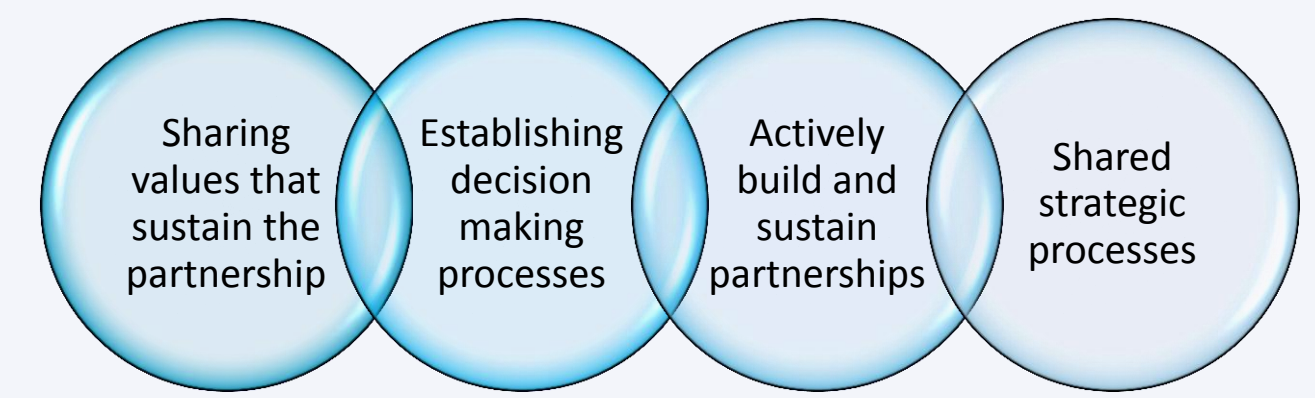 Sharing
values that
sustain the
partnership
Establishing
decision
making
processes
Actively
build and
sustain
partnerships
Shared
strategic
processes